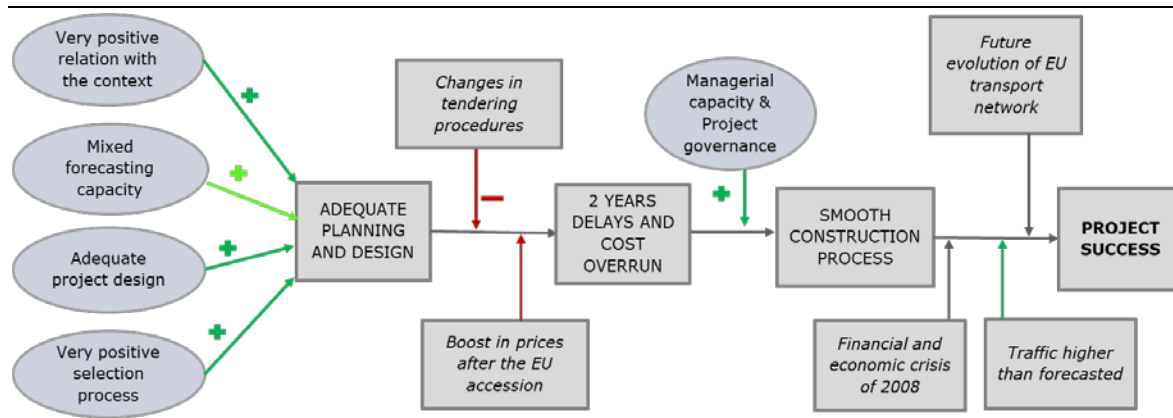 Very positive
relation with
the context
Mixed
forecasting
capacity
Adequate
project design
Very positive
selection
process
ADEQUATE
PLANNING
AND DESIGN
Changes in
tendering
procedures
Boost in prices
after the EU
accession
2 YEARS
DELAYS AND
COST
OVERRUN
Managerial
capacity &
Project
governance
SMOOTH
CONSTRUCTION
PROCESS
Future
evolution of EU
transport
network
Financial and
economic crisis
of 2008
Traffic higher
than forecasted
PROJECT
SUCCESS